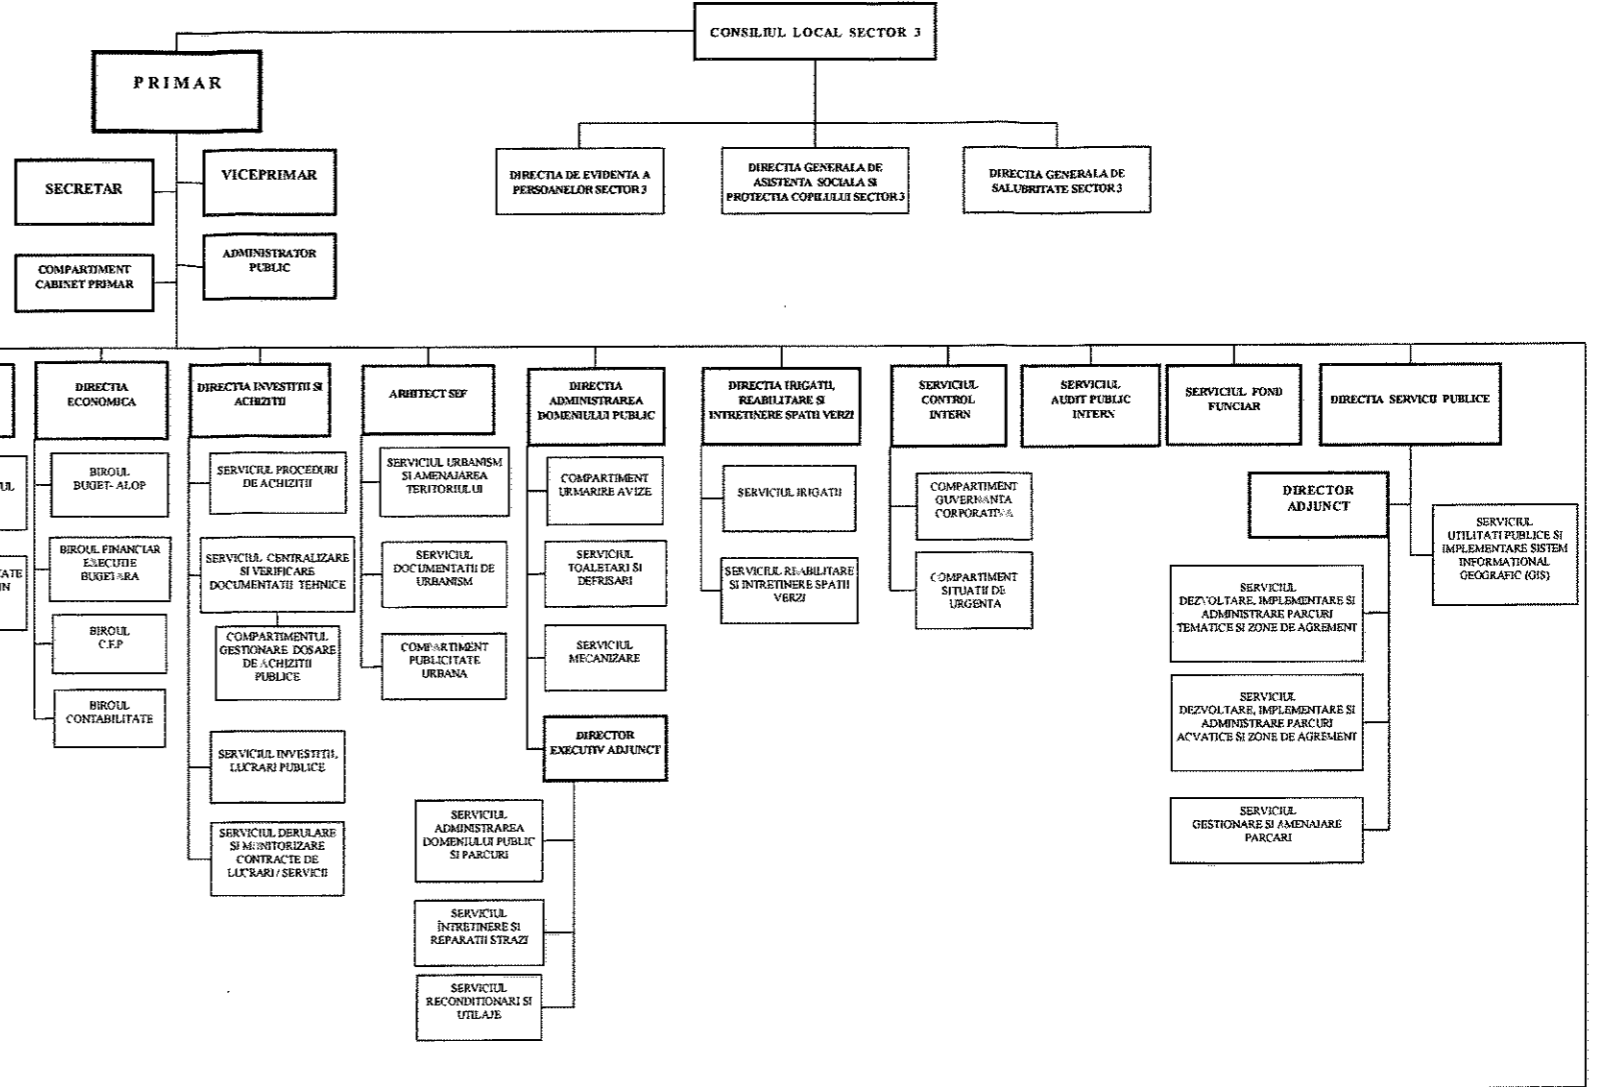 CONSILIUL LOCAL SECTOR 3
PRIMAR
SECRETAR
VICEPRIMAR
COMPARTIMENT
CABINET PRIMAR
ADMINISTRATOR
PUBLIC
DIRECTIA DE EVIDENTA A
PERSOANELOR SECTOR 3
DIRECTIA GENERALA DE
ASISTENTA SOCIALA SI
PROTECTIA COPILULUI SECTOR 3
DIRECTIA GENERALA DE
SALUBRITATE SECTOR 3
UL
ATE
IN
DIRECTIA
ECONOMICA
BIROUL
BUGET- ALOP
BIROUL FINANCIAR
EXECUTIE
BUGETARA
BIROUL
C.F.P
BIROUL
CONTABILITATE
DIRECTIA INVESTITII SI
ACHIZITII
SERVICIUL PROCEDURI
DE ACHIZITII
SERVICIUL CENTRALIZARE
SI VERIFICARE
DOCUMENTATII TEHNICE
COMPARTIMENTUL
GESTIONARE DOSARE
DE ACHIZITII
PUBLICE
SERVICIUL INVESTITII,
LUCRARI PUBLICE
SERVICIUL DERULARE
SI MONITORIZARE
CONTRACTE DE
LUCRARI / SERVICII
ARHITECT SEF
SERVICIUL URBANISM
SI AMENAJAREA
TERITORIULUI
SERVICIUL
DOCUMENTATII DE
URBANISM
COMPARTIMENT
PUBLICITATE
URBANA
DIRECTIA
ADMINISTRAREA
DOMENIULUI PUBLIC
COMPARTIMENT
URMARIRE AVIZE
SERVICIUL
TOALETARI SI
DEFRISARI
SERVICIUL
MECANIZARE
DIRECTOR
EXECUTIV ADJUNCT
SERVICIUL
ADMINISTRAREA
DOMENIULUI PUBLIC
SI PARCURI
SERVICIUL
ÎNTRETINERE SI
REPARATII STRAZI
SERVICIUL
RECONDITIONARI SI
UTILAJE
DIRECTIA IRIGATII,
REABILITARE SI
INTRETINERE SPATII VERZI
SERVICIUL IRIGATII
SERVICIUL REABILITARE
SI INTRETINERE SPATII
VERZI
SERVICIUL
CONTROL
INTERN
COMPARTIMENT
GUVERNANTA
CORPORATIVA
COMPARTIMENT
SITUATII DE
URGENTA
SERVICIUL
AUDIT PUBLIC
INTERN
SERVICIUL FOND
FUNCIAR
DIRECTIA SERVICII PUBLICE
DIRECTOR
ADJUNCT
SERVICIUL
DEZVOLTARE, IMPLEMENTARE SI
ADMINISTRARE PARCURI
TEMATICE SI ZONE DE AGREMENT
SERVICIUL
DEZVOLTARE, IMPLEMENTARE SI
ADMINISTRARE PARCURI
ACVATICE SI ZONE DE AGREMENT
SERVICIUL
GESTIONARE SI AMENAJARE
PARCARI
SERVICIUL
UTILITATI PUBLICE SI
IMPLEMENTARE SISTEM
INFORMATIONAL
GEOGRAFIC (GIS)